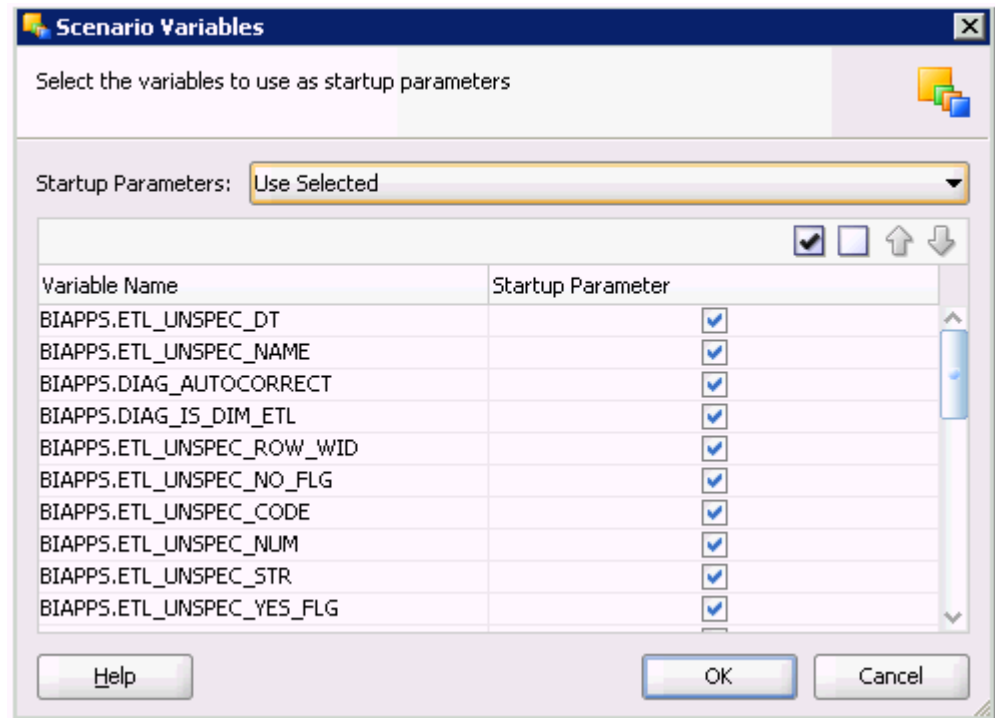 Scenario Variables
Select the variables to use as startup parameters
Startup Parameters: Use Selected
Variable Name Startup Parameter
BIAPPS.ETL_UNSPEC_DT
BIAPPS.ETL_UNSPEC_NAME
BIAPPS.DIAG_AUTOCORRECT
BIAPPS.DIAG_IS_DIM_ETL
BIAPPS.ETL_UNSPEC_ROW_WID
BIAPPS.ETL_UNSPEC_NO_FLG
BIAPPS.ETL_UNSPEC_CODE
BIAPPS.ETL_UNSPEC_NUM
BIAPPS.ETL_UNSPEC_STR
BIAPPS.ETL_UNSPEC_YES_FLG
Help OK Cancel